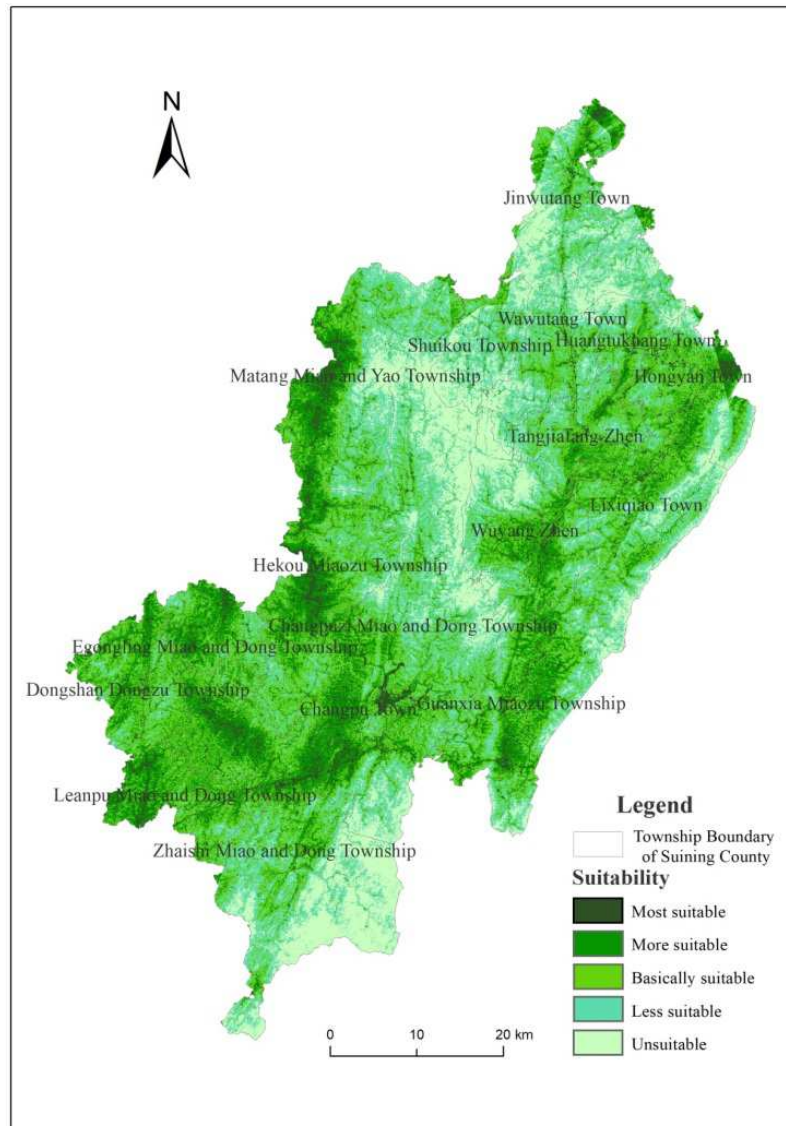 N
Jinwutang Town
Wawutang Town
Shuikou Township
Huangtukuang Town
Matang Miao and Yao Township
Hongyan Town
Tangjiafang Zhen
Lixiqiao Town
Wuyang Zhen
Hekou Miaozu Township
Changpuzi Miao and Dong Township
Egongling Miao and Dong Township
Dongshan Dongzu Township
Changpu Town
Guanxia Miaozu Township
Leanpu Miao and Dong Township
Zhaishi Miao and Dong Township
Legend
Township Boundary
of Suining County
Suitability
Most suitable
More suitable
Basically suitable
Less suitable
Unsuitable
0 10 20 km